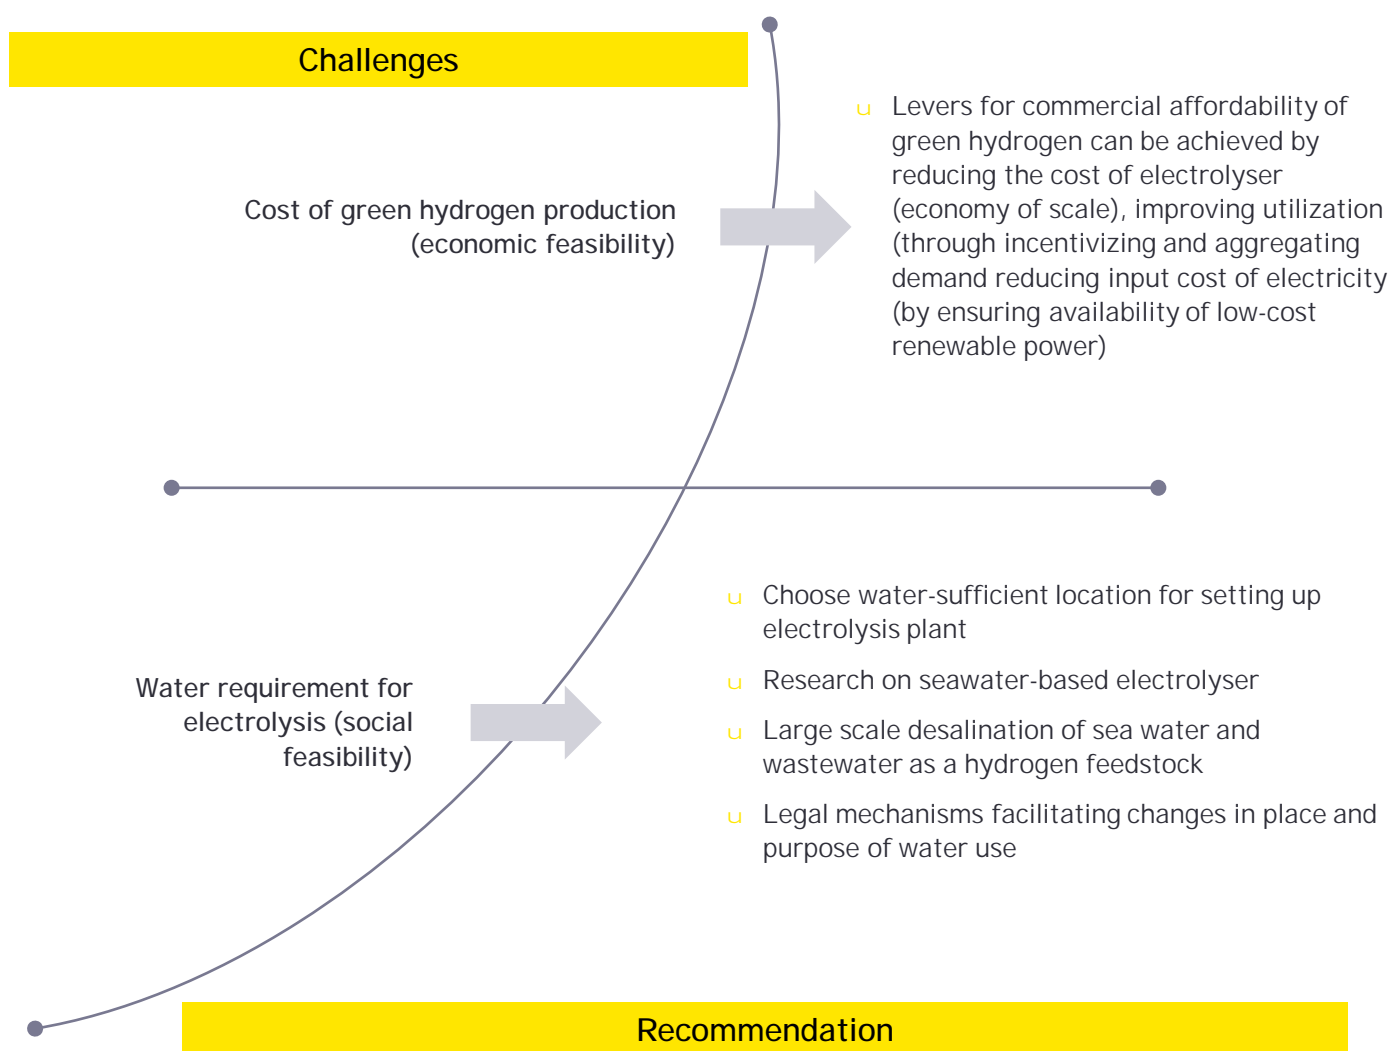 Challenges
Cost of green hydrogen production
(economic feasibility)
u Levers for commercial affordability of
green hydrogen can be achieved by
reducing the cost of electrolyser
(economy of scale), improving utilization
(through incentivizing and aggregating
demand reducing input cost of electricity
(by ensuring availability of low-cost
renewable power)
Water requirement for
electrolysis (social
feasibility)
u Choose water-sufficient location for setting up
electrolysis plant
u Research on seawater-based electrolyser
u Large scale desalination of sea water and
wastewater as a hydrogen feedstock
u Legal mechanisms facilitating changes in place and
purpose of water use
Recommendation